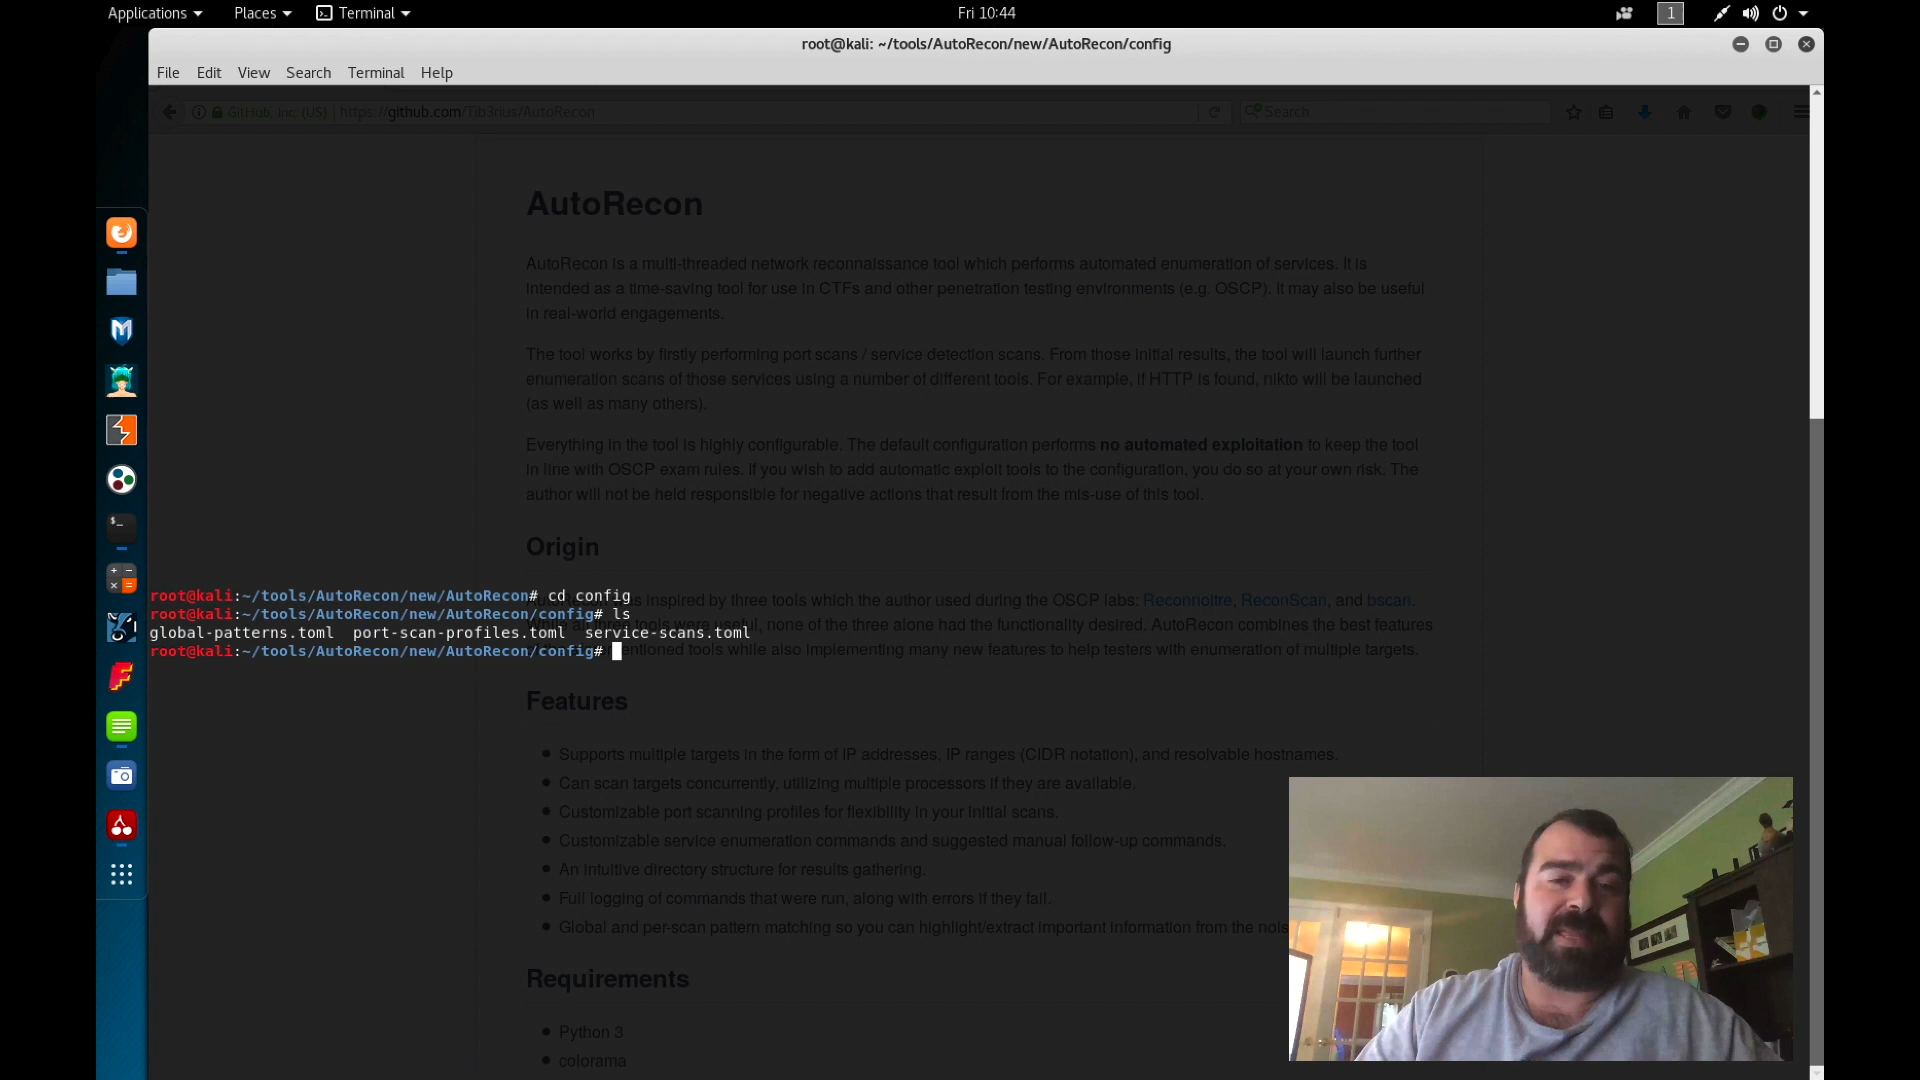 Applications Places Terminal Fri 10:44 1
root@kali: ~/tools/AutoRecon/new/AutoRecon/config
File Edit View Search Terminal Help
GitHub, Inc. (US) https://github.com/Tib3rius/AutoRecon Search
AutoRecon
AutoRecon is a multi-threaded network reconnaissance tool which performs automated enumeration of services. It is
intended as a time-saving tool for use in CTFs and other penetration testing environments (e.g. OSCP). It may also be useful
in real-world engagements.
The tool works by firstly performing port scans / service detection scans. From those initial results, the tool will launch further
enumeration scans of those services using a number of different tools. For example, if HTTP is found, nikto will be launched
(as well as many others).
Everything in the tool is highly configurable. The default configuration performs no automated exploitation to keep the tool
in line with OSCP exam rules. If you wish to add automatic exploit tools to the configuration, you do so at your own risk. The
author will not be held responsible for negative actions that result from the mis-use of this tool.
Origin
root@kali:~/tools/AutoRecon/new/AutoRecon# cd config
was inspired by three tools which the author used during the OSCP labs: Reconnoitre, ReconScan, and bscan.
root@kali:~/tools/AutoRecon/new/AutoRecon/config# ls
global-patterns.toml port-scan-profiles.toml service-scans.toml
tools were useful, none of the three alone had the functionality desired. AutoRecon combines the best features
root@kali:~/tools/AutoRecon/new/AutoRecon/config#
tools while also implementing many new features to help testers with enumeration of multiple targets.
Features
Supports multiple targets in the form of IP addresses, IP ranges (CIDR notation), and resolvable hostnames.
Can scan targets concurrently, utilizing multiple processors if they are available.
Customizable port scanning profiles for flexibility in your initial scans.
Customizable service enumeration commands and suggested manual follow-up commands.
An intuitive directory structure for results gathering.
Full logging of commands that were run, along with errors if they fail.
Global and per-scan pattern matching so you can highlight/extract important information from the
Requirements
Python 3
colorama